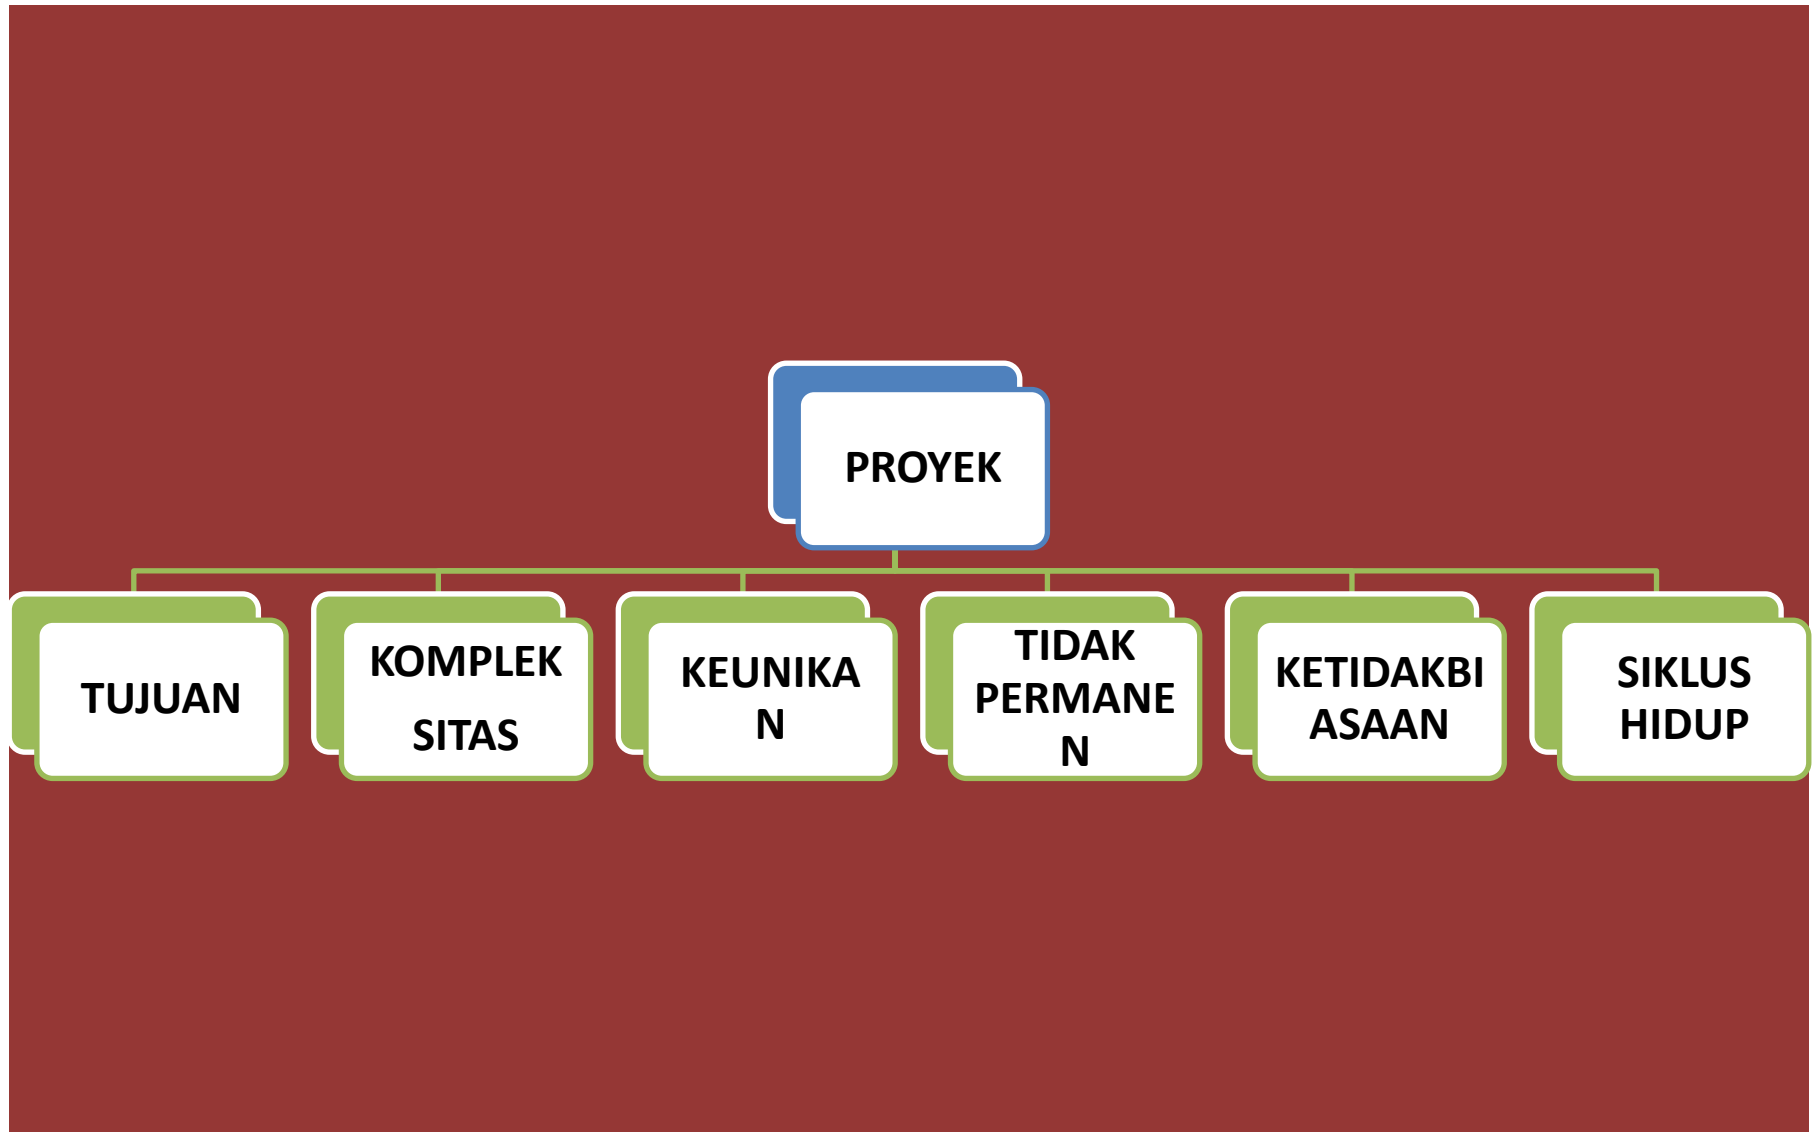 PROYEK
TUJUAN
KOMPLEK
SITAS
KEUNIKA
N
TIDAK
PERMANE
N
KETIDAKBI
ASAAN
SIKLUS
HIDUP